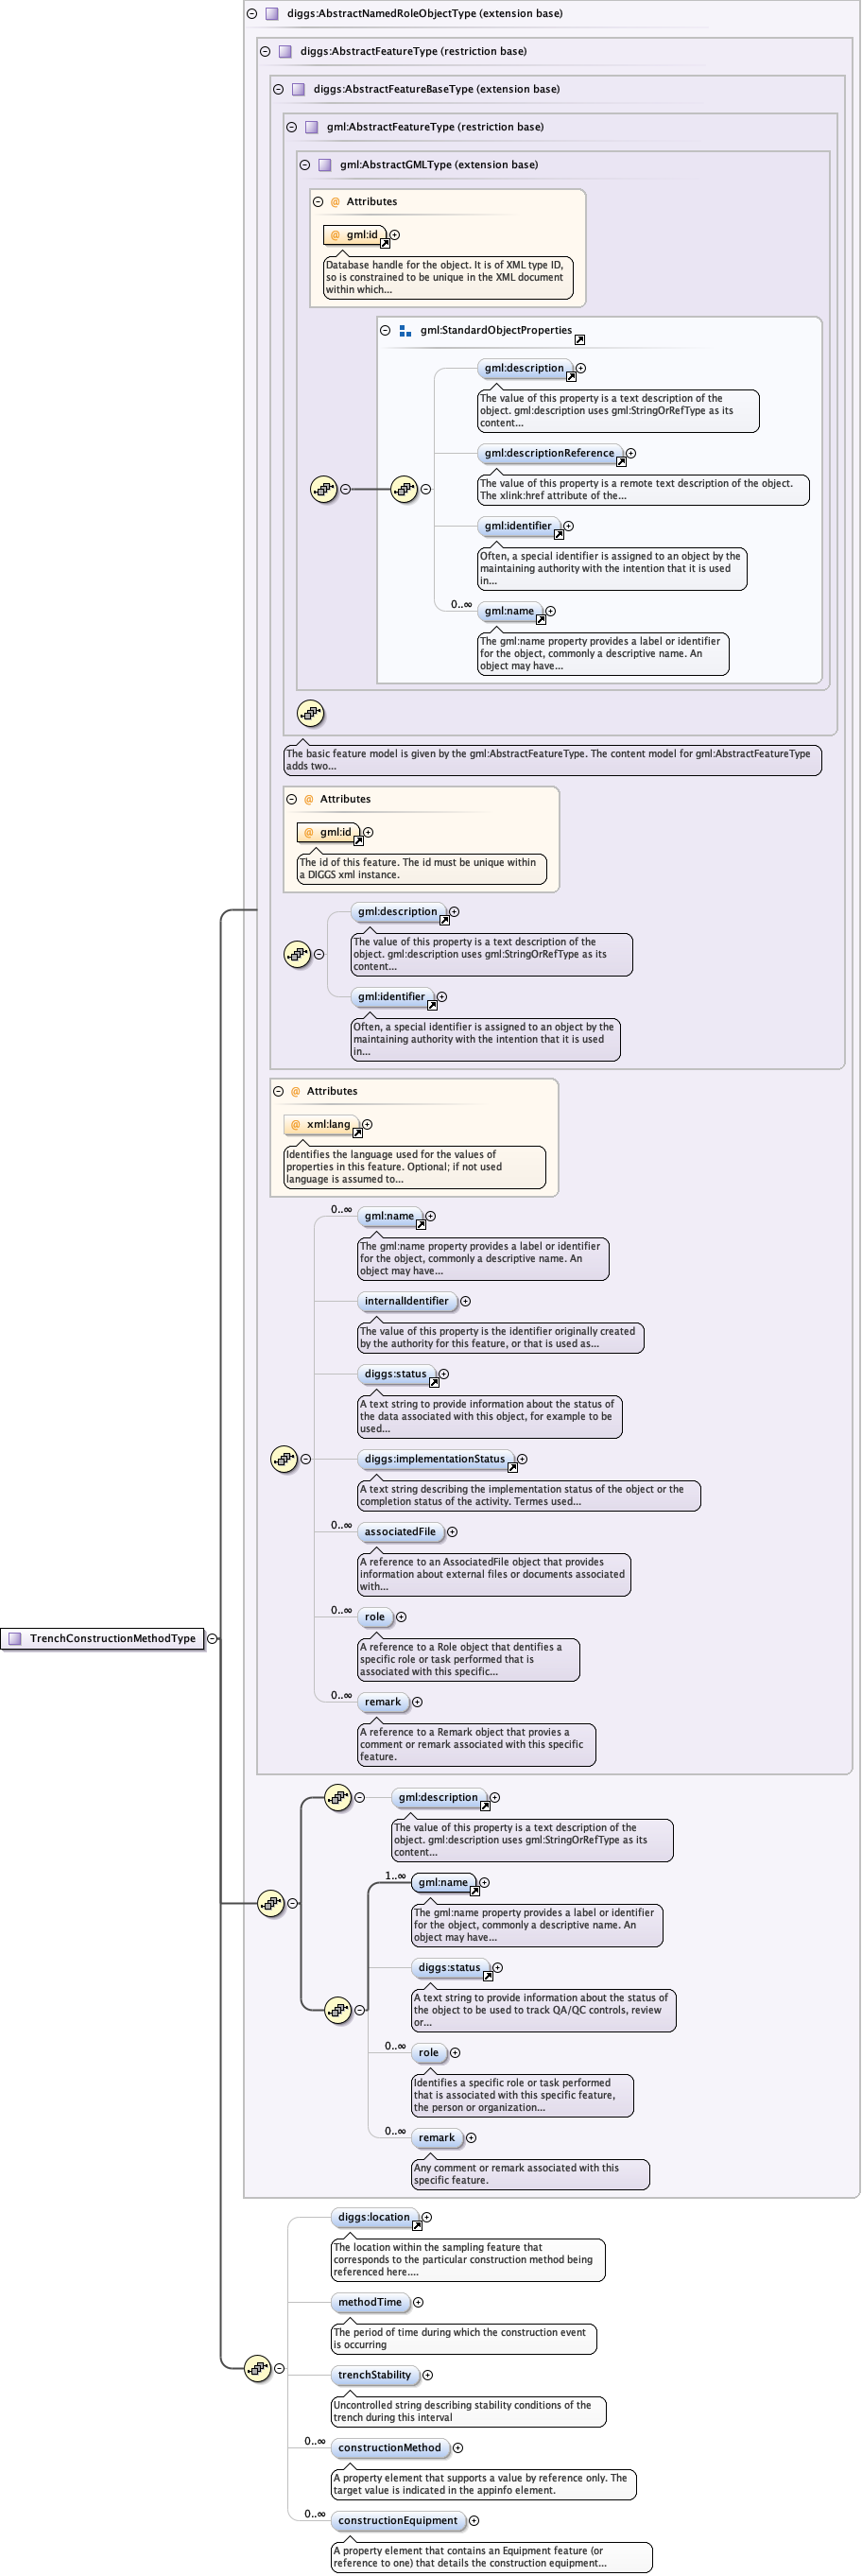 diggs:AbstractNamedRoleObjectType (extension base)
diggs:AbstractFeatureType (restriction base)
diggs:AbstractFeatureBaseType (extension base)
gml:AbstractFeatureType (restriction base)
gml:AbstractGMLType (extension base)
@ Attributes
@ gml:id
Database handle for the object. It is of XML type ID,
so is constrained to be unique in the XML document
within which...
gml:StandardObjectProperties
gml:description
The value of this property is a text description of the
object. gml:description uses gml:StringOrRefType as its
content...
gml:descriptionReference
The value of this property is a remote text description of the object.
The xlink:href attribute of the...
gml:identifier
Often, a special identifier is assigned to an object by the
maintaining authority with the intention that it is used
in...
0..∞
gml:name
The gml:name property provides a label or identifier
for the object, commonly a descriptive name. An
object may have...
The basic feature model is given by the gml:AbstractFeatureType. The content model for gml:AbstractFeatureType
adds two...
@ Attributes
@ gml:id
The id of this feature. The id must be unique within
a DIGGS xml instance.
gml:description
The value of this property is a text description of the
object. gml:description uses gml:StringOrRefType as its
content...
gml:identifier
Often, a special identifier is assigned to an object by the
maintaining authority with the intention that it is used
in...
@ Attributes
@ xml:lang
Identifies the language used for the values of
properties in this feature. Optional; if not used
language is assumed to...
0..∞
gml:name
The gml:name property provides a label or identifier
for the object, commonly a descriptive name. An
object may have...
internalIdentifier
The value of this property is the identifier originally created
by the authority for this feature, or that is used as...
diggs:status
A text string to provide information about the status of
the data associated with this object, for example to be
used...
diggs:implementationStatus
A text string describing the implementation status of the object or the
completion status of the activity. Termes used...
0..∞
associatedFile
A reference to an AssociatedFile object that provides
information about external files or documents associated
with...
0..∞
role
A reference to a Role object that dentifies a
specific role or task performed that is
associated with this specific...
TrenchConstructionMethodType
0..∞
remark
A reference to a Remark object that provies a
comment or remark associated with this specific
feature.
gml:description
The value of this property is a text description of the
object. gml:description uses gml:StringOrRefType as its
content...
1..∞
gml:name
The gml:name property provides a label or identifier
for the object, commonly a descriptive name. An
object may have...
diggs:status
A text string to provide information about the status of
the object to be used to track QA/QC controls, review
or...
0..∞
role
Identifies a specific role or task performed
that is associated with this specific feature,
the person or organization...
0..∞
remark
Any comment or remark associated with this
specific feature.
diggs:location
The location within the sampling feature that
corresponds to the particular construction method being
referenced here....
methodTime
The period of time during which the construction event
is occurring
trenchStability
Uncontrolled string describing stability conditions of the
trench during this interval
0..∞
constructionMethod
A property element that supports a value by reference only. The
target value is indicated in the appinfo element.
0..∞
constructionEquipment
A property element that contains an Equipment feature (or
reference to one) that details the construction equipment...